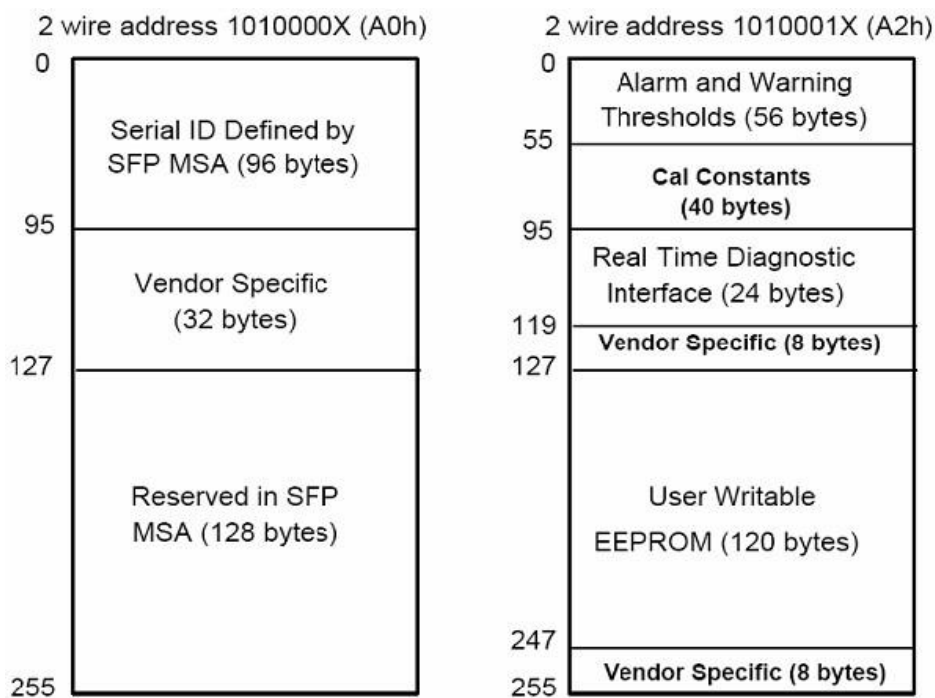 2 wire address 1010000X (A0h)
0
Serial ID Defined by
SFP MSA (96 bytes)
95
Vendor Specific
(32 bytes)
127
Reserved in SFP
MSA (128 bytes)
255
2 wire address 1010001X (A2h)
0
Alarm and Warning
Thresholds (56 bytes)
55
Cal Constants
(40 bytes)
95
Real Time Diagnostic
Interface (24 bytes)
119
Vendor Specific (8 bytes)
127
User Writable
EEPROM (120 bytes)
247
Vendor Specific (8 bytes)
255